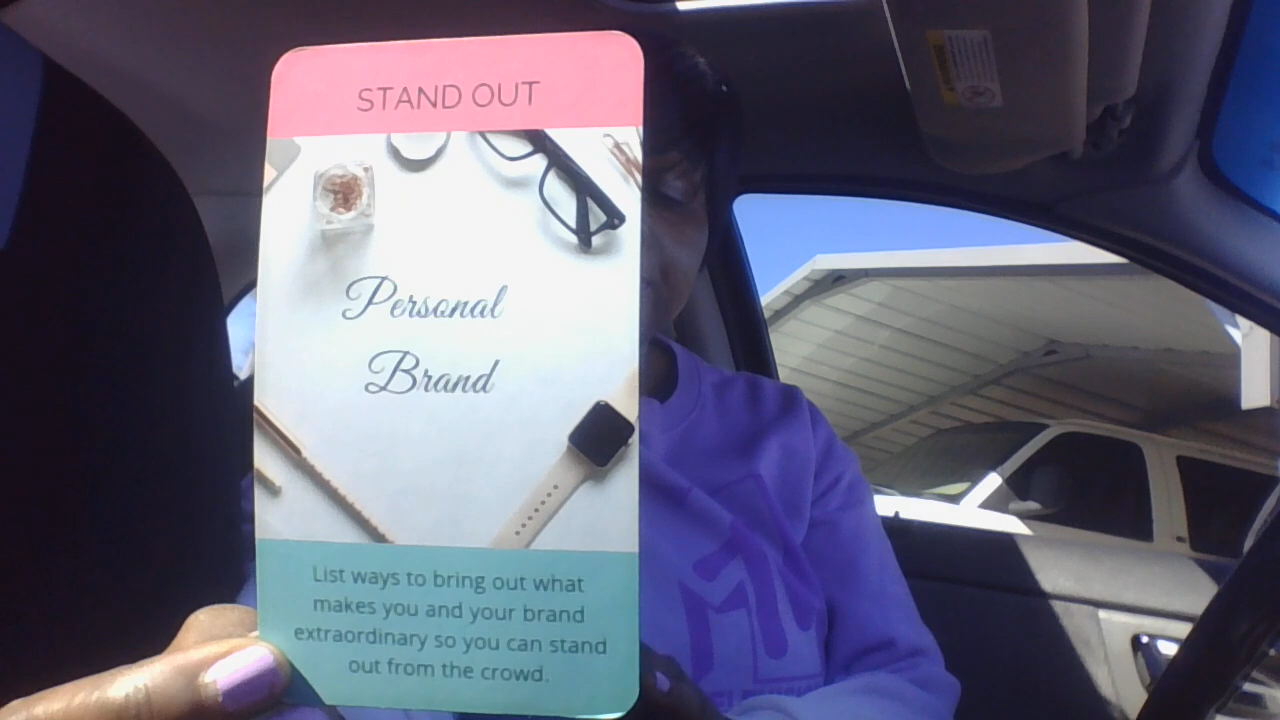 STAND OUT
Personal
Brand
List ways to bring out what
makes you and your brand
extraordinary so you can stand
out from the crowd.